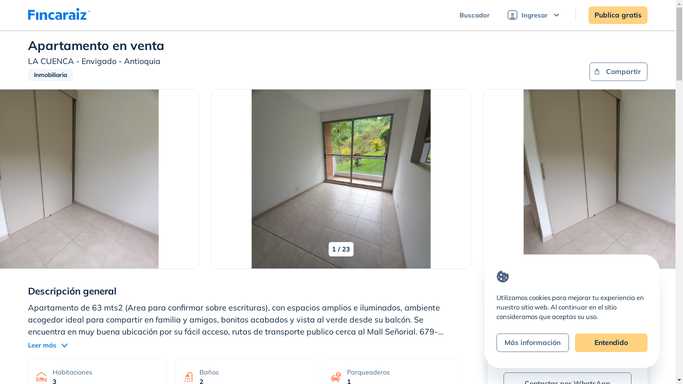 Fincaraiz
Buscador
Ingresar
Publica gratis
Apartamento en venta
LA CUENCA - Envigado - Antioquia
Inmobiliaria
Compartir
1 / 23
Descripción general
Apartamento de 63 mts2 (Area para confirmar sobre escrituras), con espacios amplios e iluminados, ambiente
acogedor ideal para compartir en familia y amigos, bonitos acabados y vista al verde desde su balcón. Se
encuentra en muy buena ubicación por su fácil acceso, rutas de transporte publico cerca al Mall Señorial. 679-...
Leer más
Habitaciones
3
Baños
2
Parqueaderos
1
Utilizamos cookies para mejorar tu experiencia en
nuestro sitio web. Al continuar en el sitio
consideramos que aceptas su uso.
Más información
Entendido
Contactar por WhatsApp